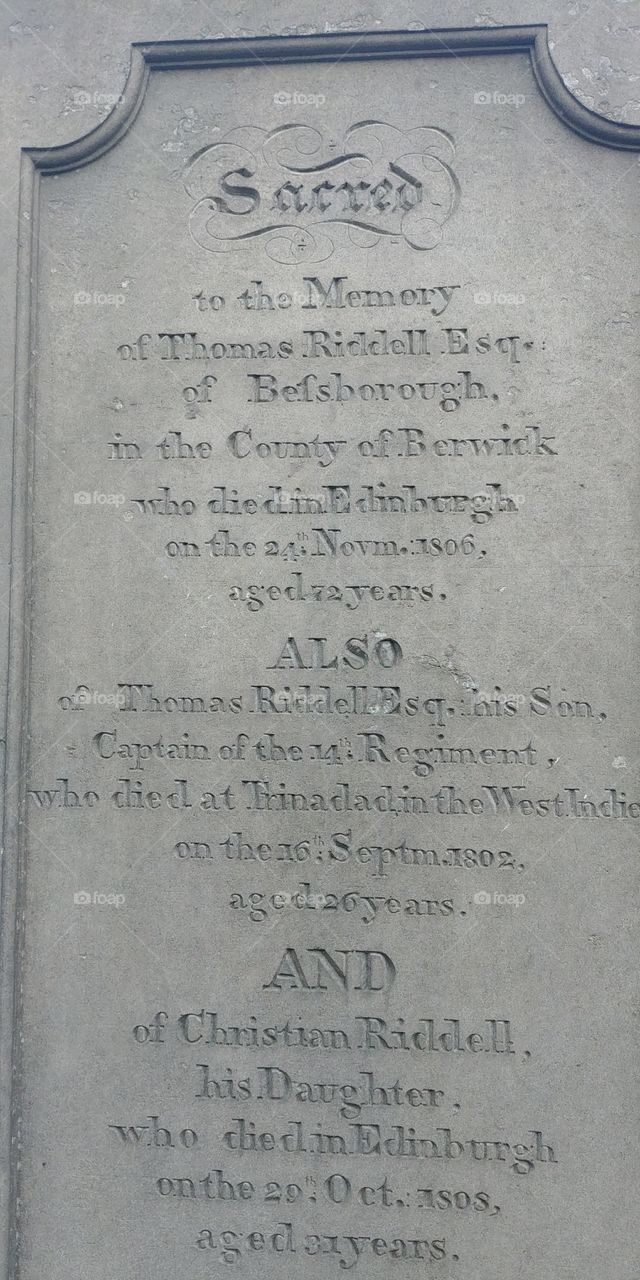 Sacred
to the Memory
of Thomas Riddell Esq.
of Beſsborough,
in the County of Berwick
who died in Edinburgh
on the 24th. Novm. 1806,
aged 72 years.
ALSO
of Thomas Riddell Esq. his Son,
Captain of the 14th. Regiment,
who died at Trinadad, in the West Indie
on the 16th. Septm. 1802,
aged 26 years.
AND
of Christian Riddell,
his Daughter,
who died in Edinburgh
on the 29th. Oct. 1808,
aged 31 years.
foap